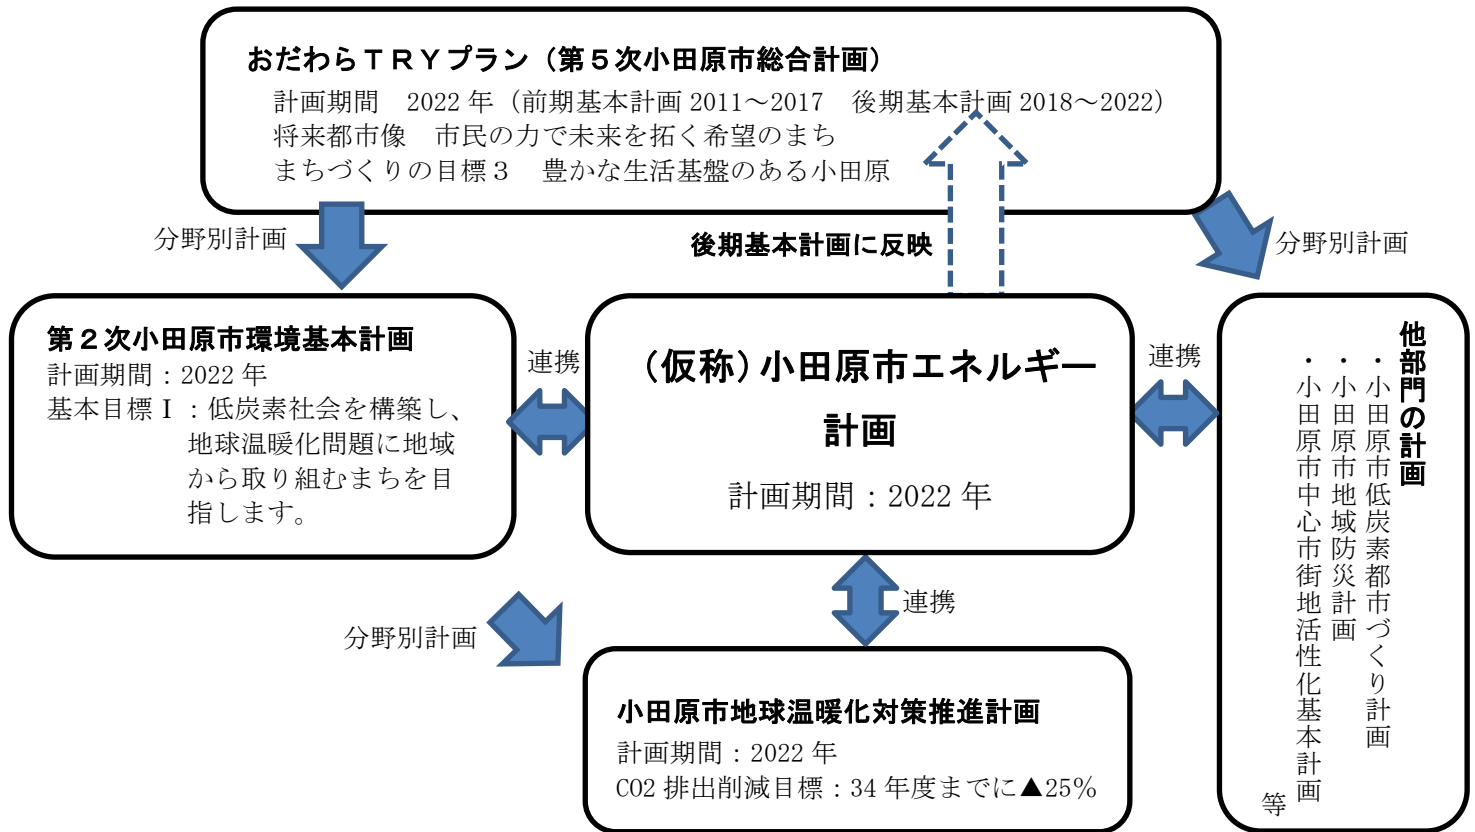 おだわらTRYプラン（第５次小田原市総合計画）
計画期間　2022 年（前期基本計画 2011～2017　後期基本計画 2018～2022）
将来都市像　市民の力で未来を拓く希望のまち
まちづくりの目標３　豊かな生活基盤のある小田原
分野別計画
後期基本計画に反映
分野別計画
第２次小田原市環境基本計画
計画期間：2022 年
基本目標Ⅰ：低炭素社会を構築し、
地球温暖化問題に地域
から取り組むまちを目
指します。
連携
（仮称）小田原市エネルギー
計画
計画期間：2022 年
連携
他部門の計画
・小田原市低炭素都市づくり計画
・小田原市地域防災計画
・小田原市中心市街地活性化基本計画
等
分野別計画
連携
小田原市地球温暖化対策推進計画
計画期間：2022 年
CO2 排出削減目標：34 年度までに▲25％